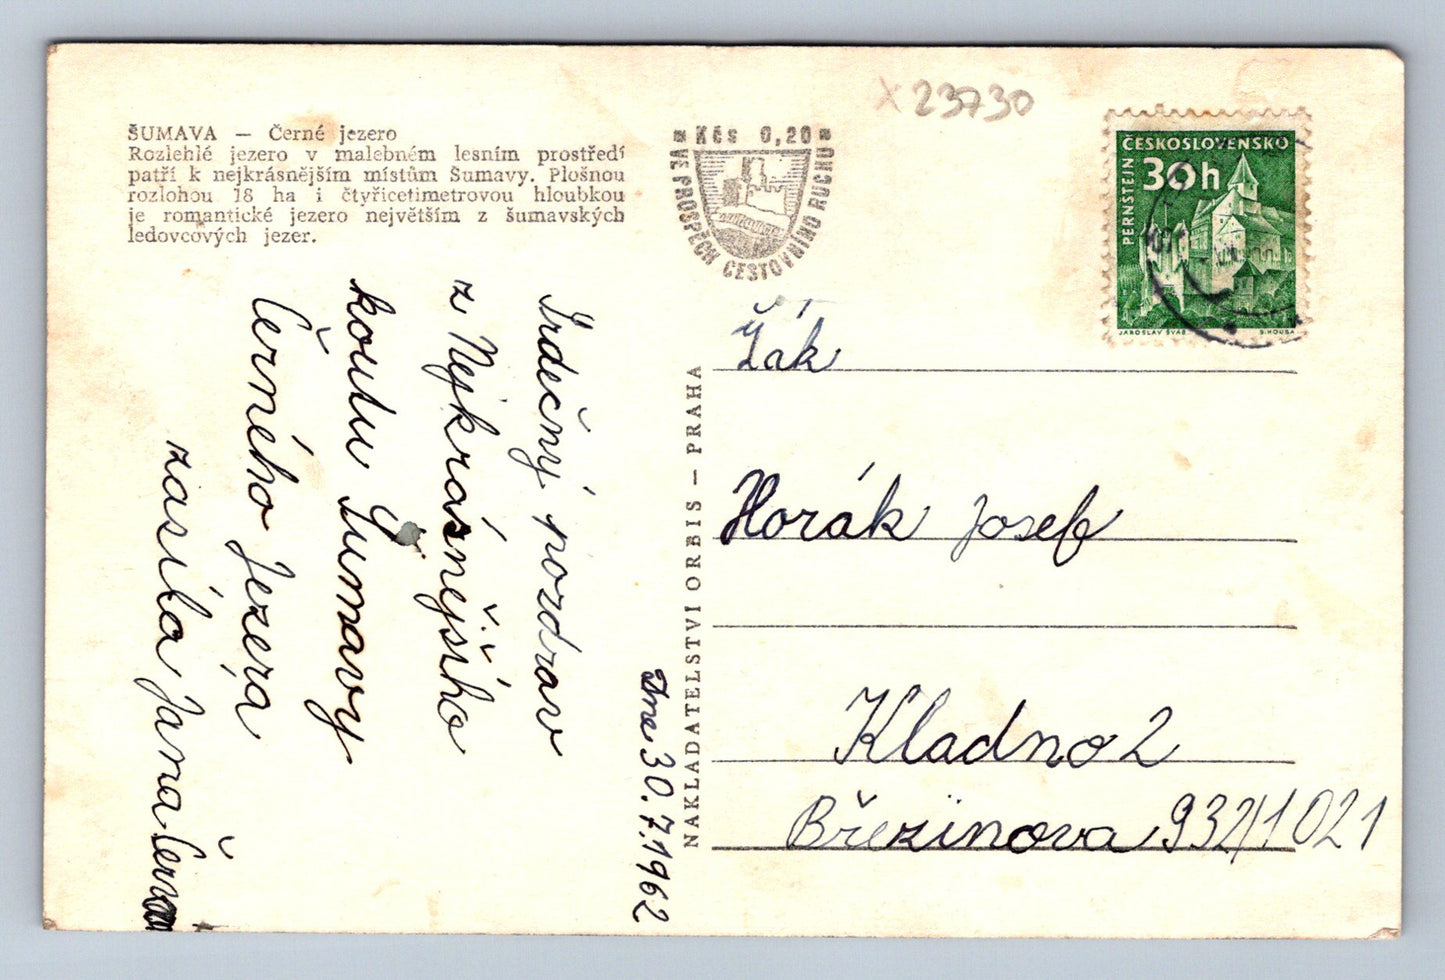 ŠUMAVA — Černé jezero
Rozlehlé jezero v malebném lesním prostředí
patří k nejkrásnějším místům Šumavy. Plošnou
rozlohou 18 ha i čtyřicetimetrovou hloubkou
je romantické jezero největším z šumavských
ledovcových jezer.
Kčs 0,20
VE PROSPĚCH CESTOVNÍHO RUCHU
X 23730
ČESKOSLOVENSKO
30h
PERNŠTEJN
JAROSLAV ŠVÁB
Srdečný pozdrav
z Nejkrásnějšího
koutu Šumavy
Černého Jezera
zasíla Jana
Dne 30.7.1962
NAKLADATELSTVÍ ORBIS — PRAHA
Žák
Horák Josef
Kladno 2
Březinova 932/1021